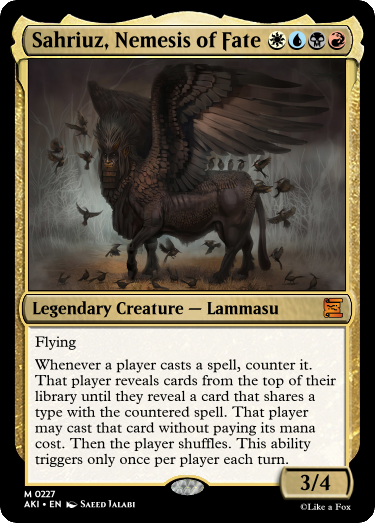 Sahriuz, Nemesis of Fate
Legendary Creature — Lammasu
Flying
Whenever a player casts a spell, counter it.
That player reveals cards from the top of their
library until they reveal a card that shares a
type with the countered spell. That player
may cast that card without paying its mana
cost. Then the player shuffles. This ability
triggers only once per player each turn.
3/4
M 0227
AKI • EN Saeed Jalabi
©Like a Fox